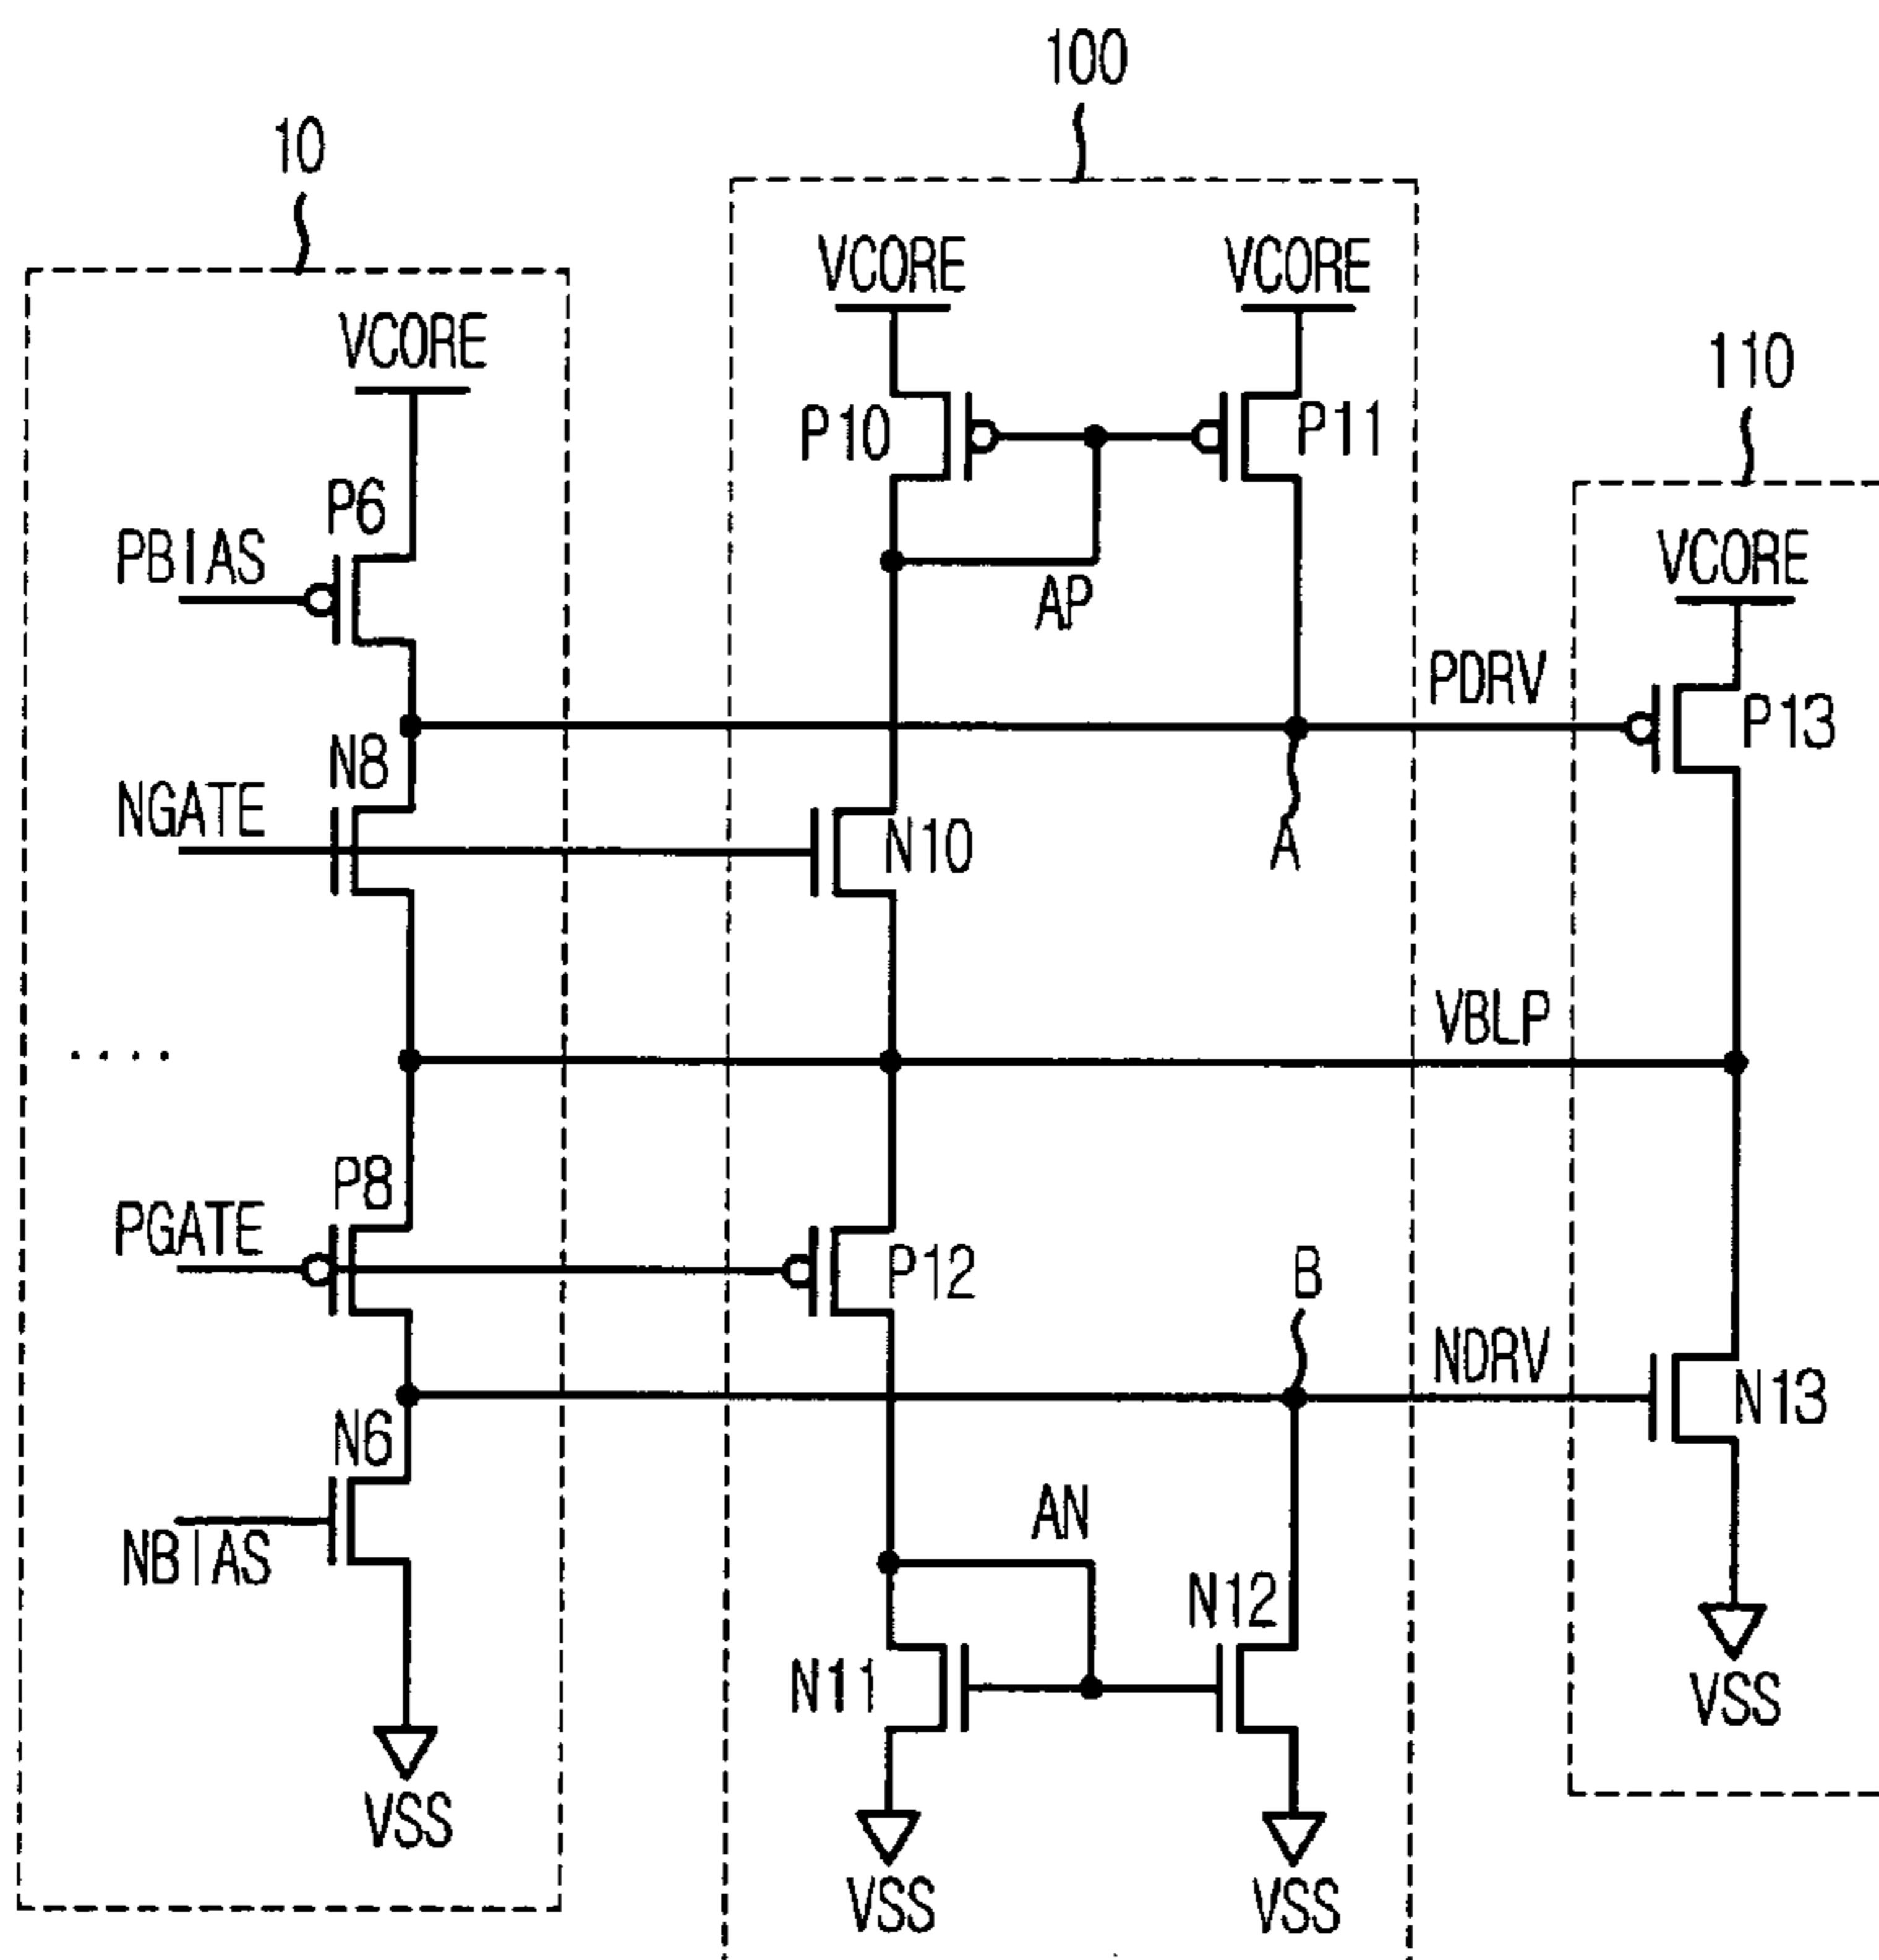 100
10
VCORE
VCORE
VCORE
110
P10
P11
P6
PBIAS
VCORE
AP
PDRV
P13
N8
NGATE
N10
A
VBLP
....
P8
PGATE
P12
B
NDRV
N13
N6
AN
NBIAS
N12
N11
VSS
VSS
VSS
VSS